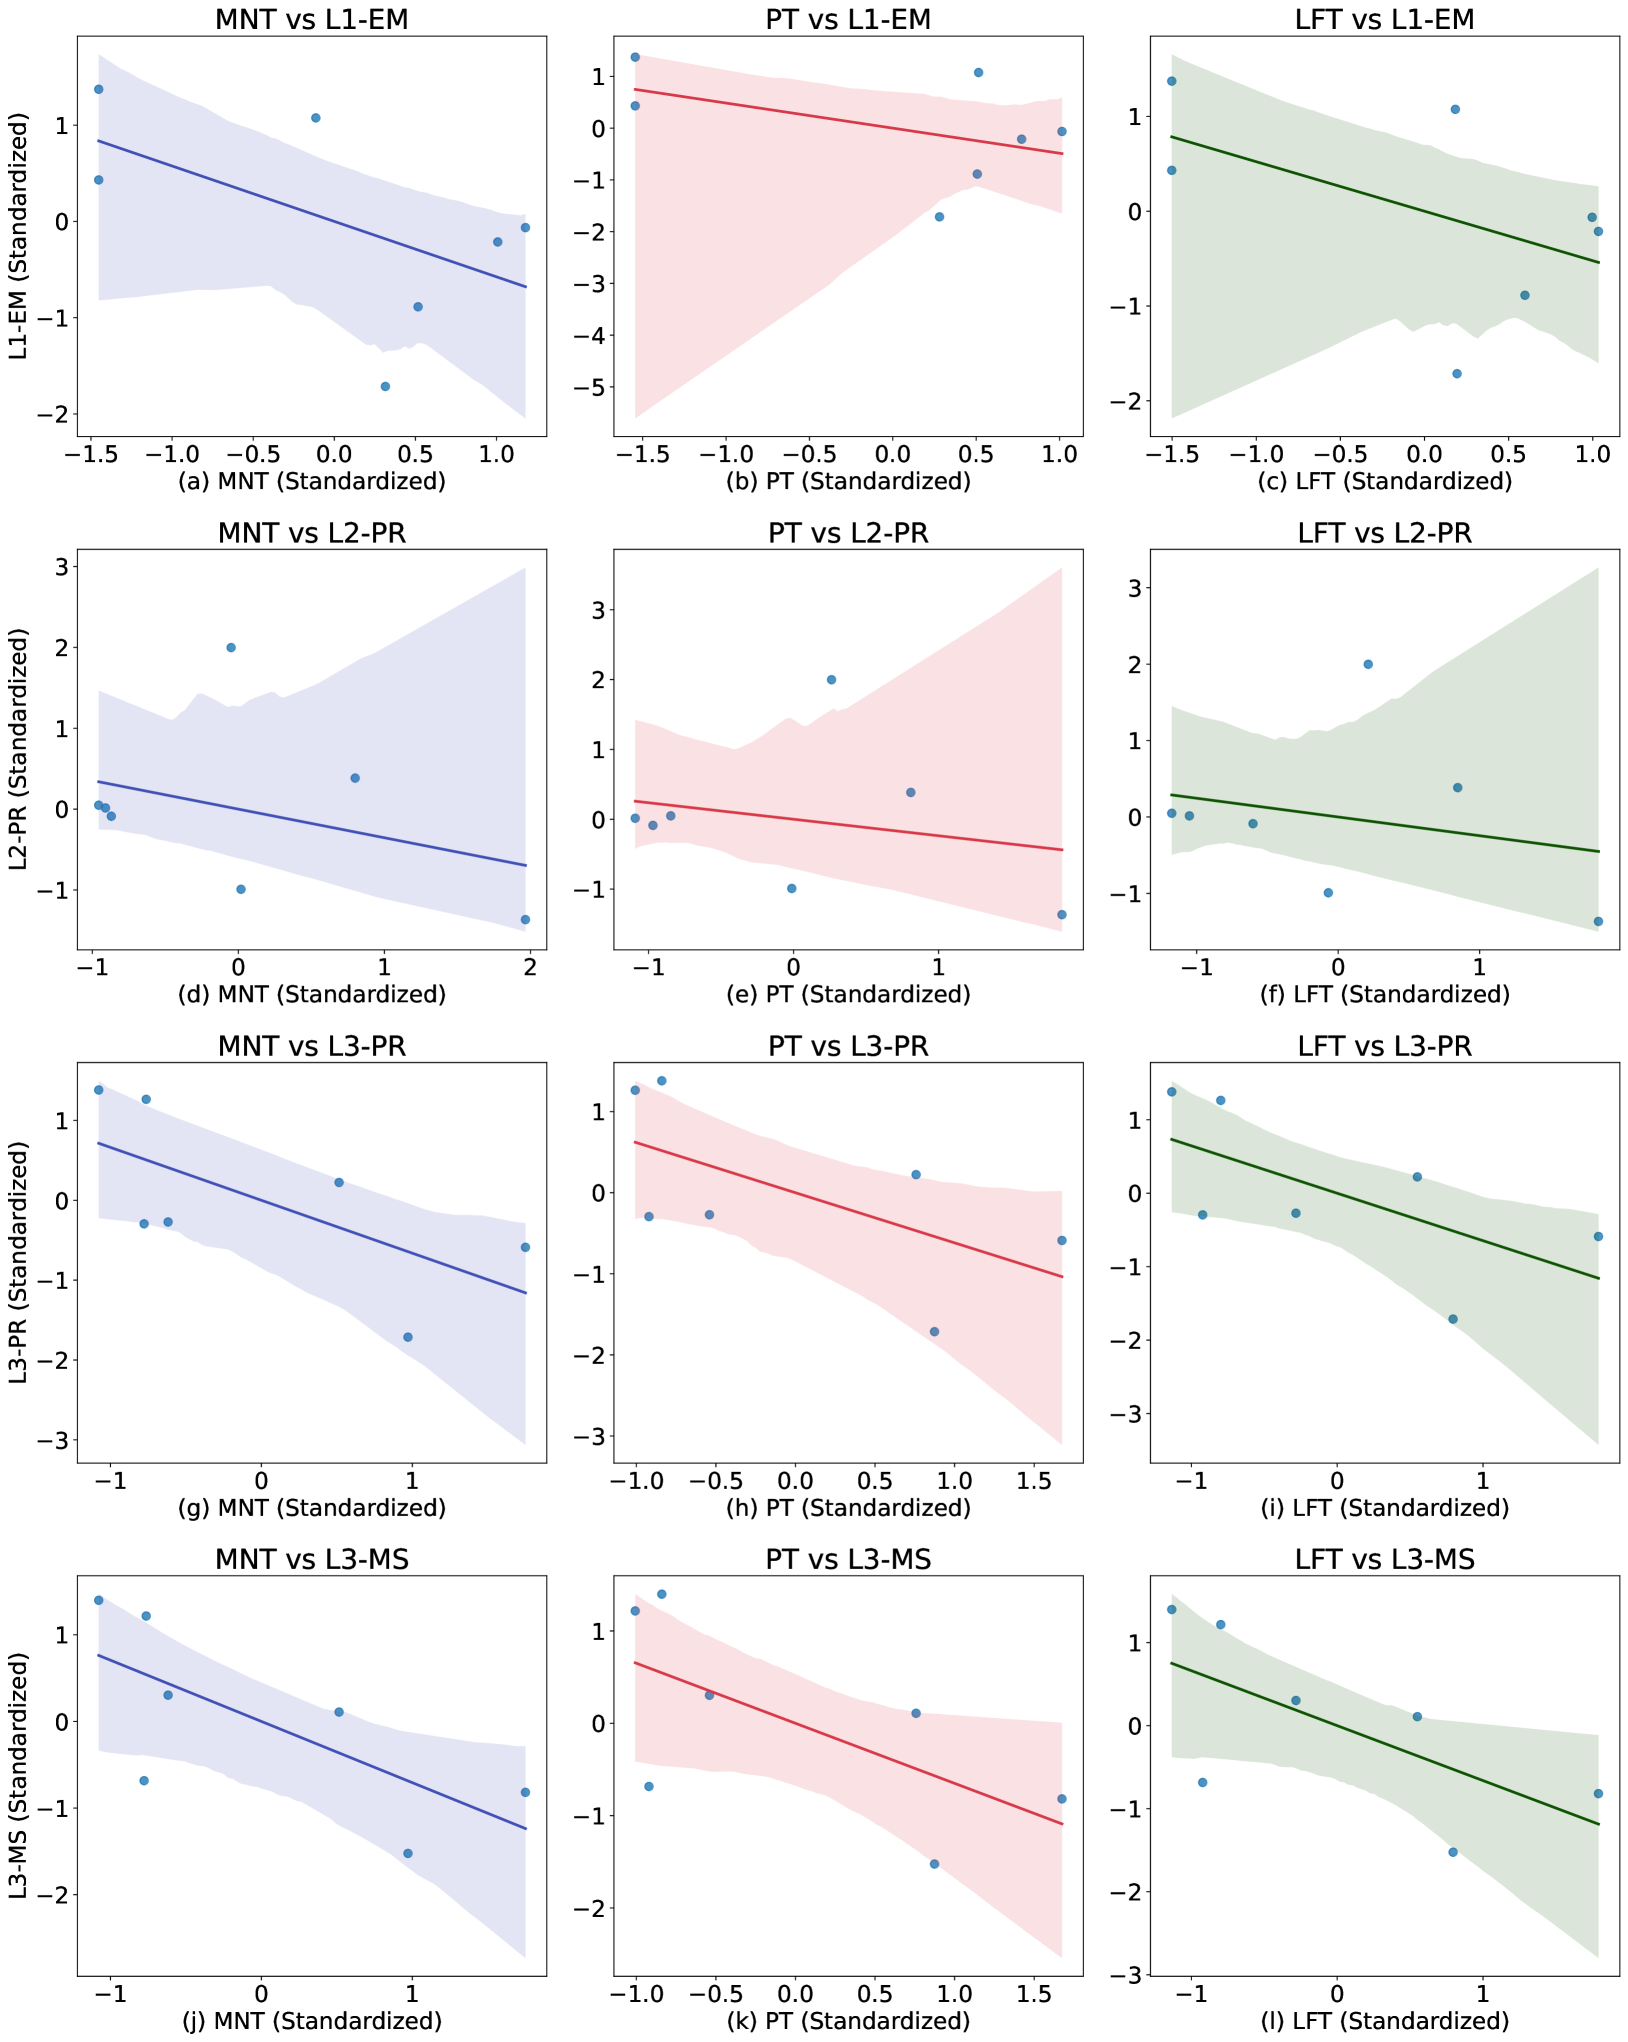 MNT vs L1-EM
PT vs L1-EM
LFT vs L1-EM
L1-EM (Standardized)
1
0
−1
−2
1
0
−1
−2
−3
−4
−5
1
0
−1
−2
−1.5 −1.0 −0.5 0.0 0.5 1.0
−1.5 −1.0 −0.5 0.0 0.5 1.0
−1.5 −1.0 −0.5 0.0 0.5 1.0
(a) MNT (Standardized)
(b) PT (Standardized)
(c) LFT (Standardized)
MNT vs L2-PR
PT vs L2-PR
LFT vs L2-PR
L2-PR (Standardized)
3
2
1
0
−1
3
2
1
0
−1
3
2
1
0
−1
−1 0 1 2
−1 0 1
−1 0 1
(d) MNT (Standardized)
(e) PT (Standardized)
(f) LFT (Standardized)
MNT vs L3-PR
PT vs L3-PR
LFT vs L3-PR
L3-PR (Standardized)
1
0
−1
−2
−3
1
0
−1
−2
−3
1
0
−1
−2
−3
−1 0 1
−1.0 −0.5 0.0 0.5 1.0 1.5
−1 0 1
(g) MNT (Standardized)
(h) PT (Standardized)
(i) LFT (Standardized)
MNT vs L3-MS
PT vs L3-MS
LFT vs L3-MS
L3-MS (Standardized)
1
0
−1
−2
1
0
−1
−2
1
0
−1
−2
−3
−1 0 1
−1.0 −0.5 0.0 0.5 1.0 1.5
−1 0 1
(j) MNT (Standardized)
(k) PT (Standardized)
(l) LFT (Standardized)